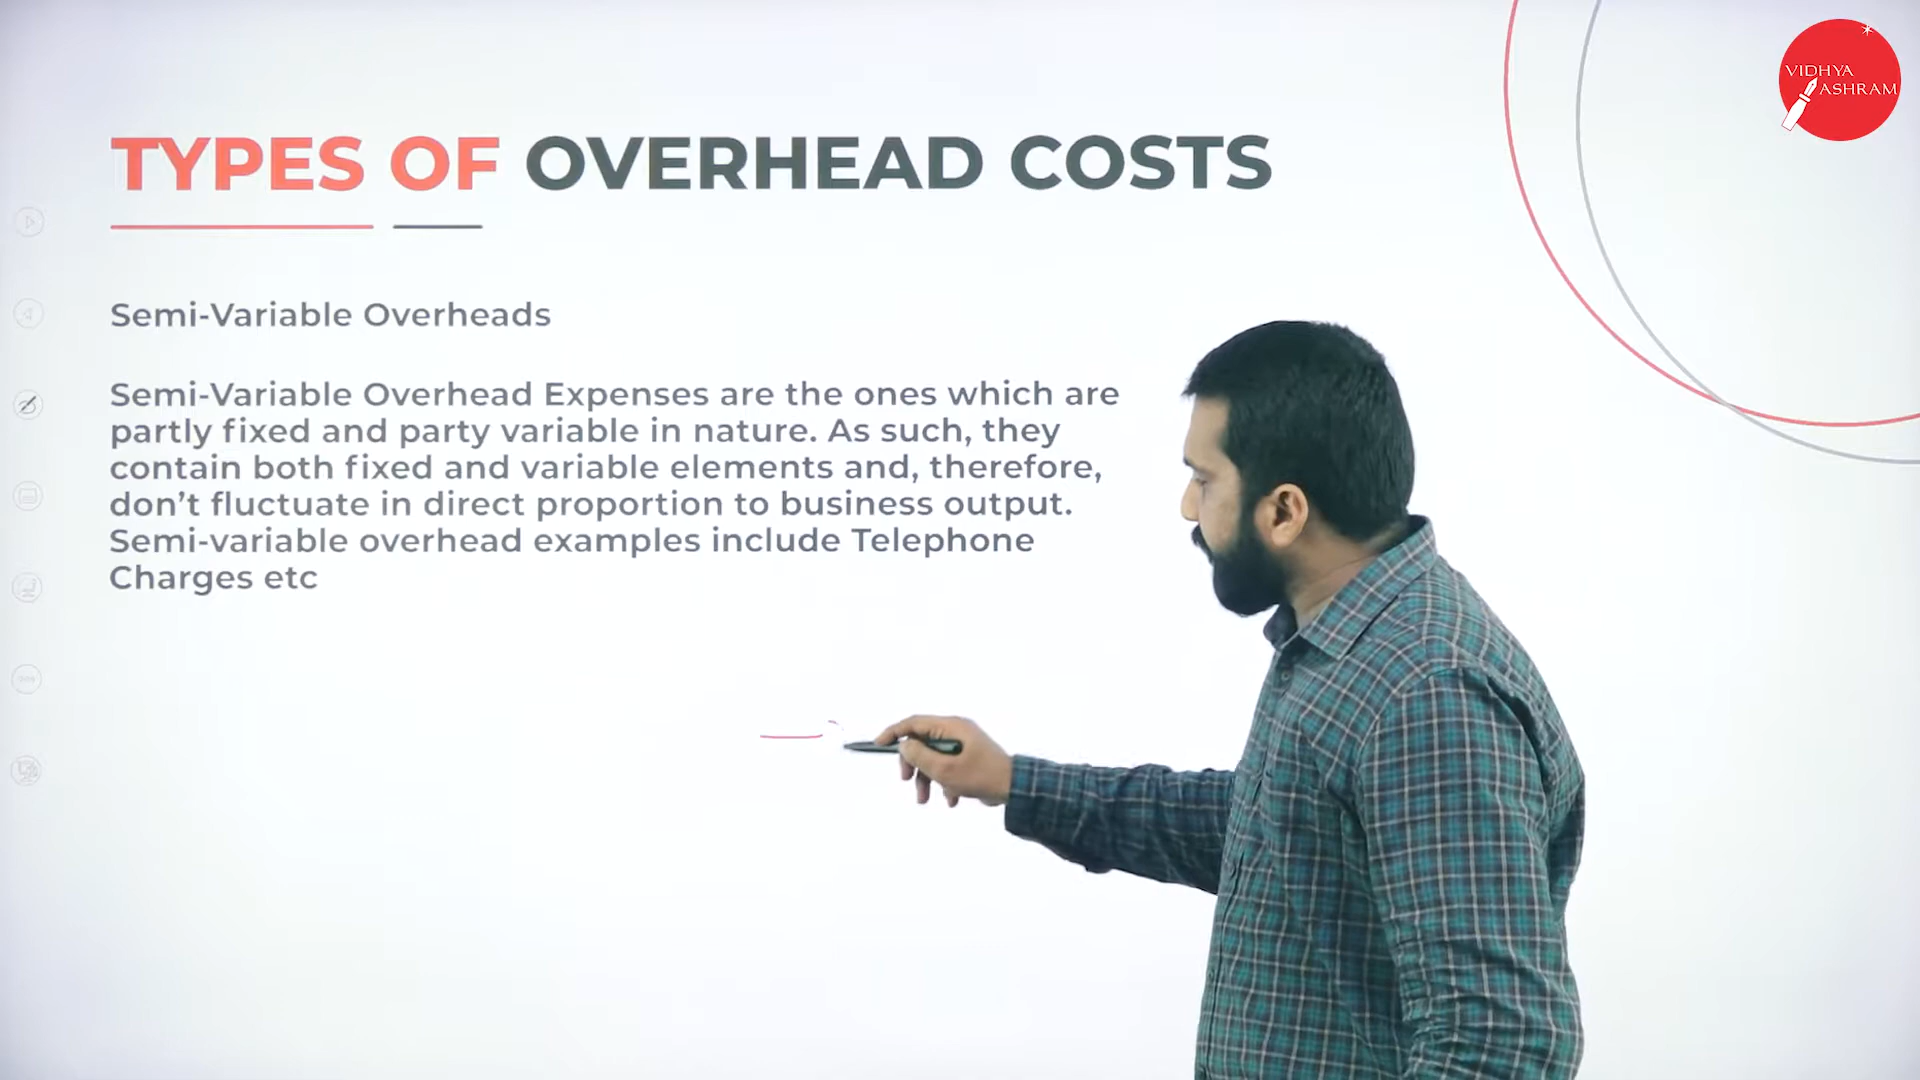 VIDHYA
ASHRAM
TYPES OF OVERHEAD COSTS
Semi-Variable Overheads
Semi-Variable Overhead Expenses are the ones which are
partly fixed and party variable in nature. As such, they
contain both fixed and variable elements and, therefore,
don’t fluctuate in direct proportion to business output.
Semi-variable overhead examples include Telephone
Charges etc